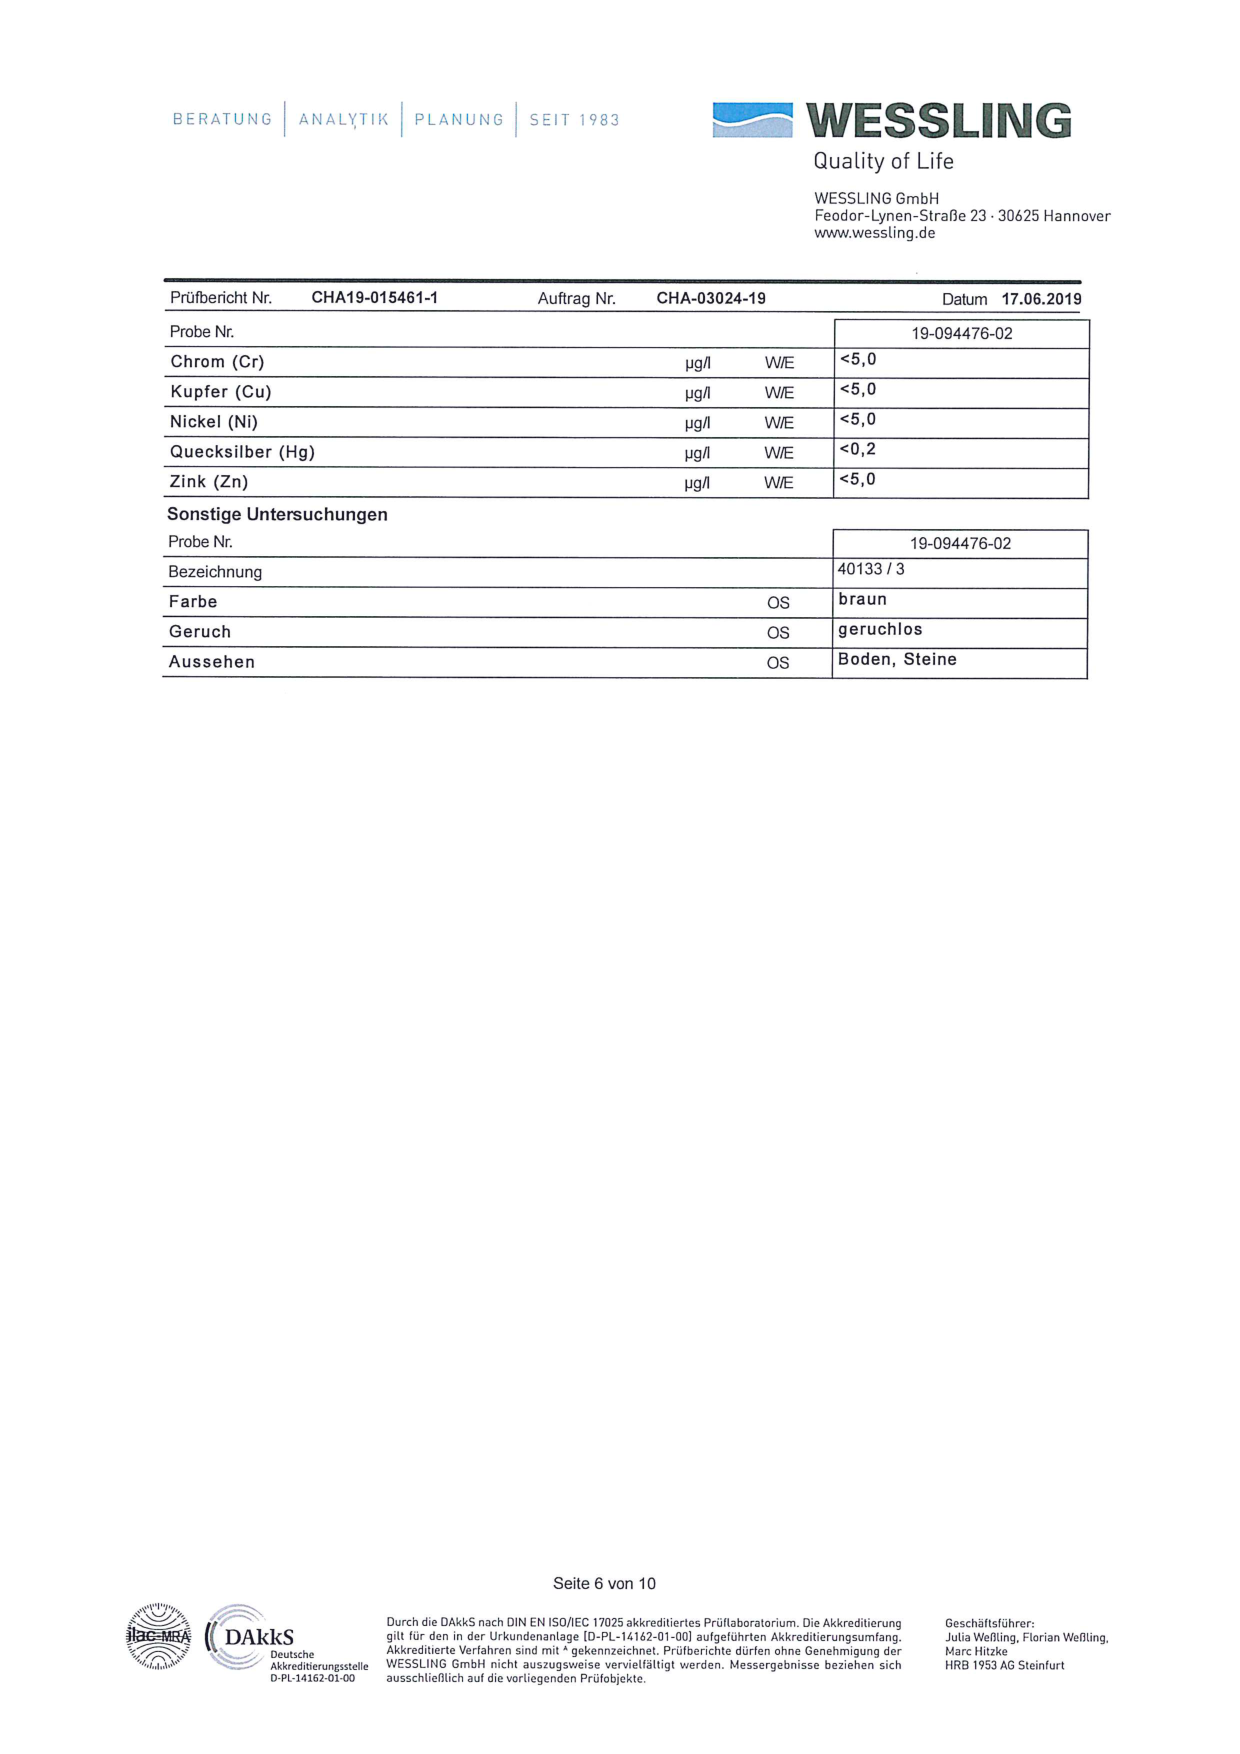 BERATUNG | ANALYTIK | PLANUNG | SEIT 1983
WESSLING
Quality of Life
WESSLING GmbH
Feodor-Lynen-Straße 23 · 30625 Hannover
www.wessling.de
Prüfbericht Nr. CHA19-015461-1 Auftrag Nr. CHA-03024-19 Datum 17.06.2019
Probe Nr. 19-094476-02
Chrom (Cr) µg/l W/E <5,0
Kupfer (Cu) µg/l W/E <5,0
Nickel (Ni) µg/l W/E <5,0
Quecksilber (Hg) µg/l W/E <0,2
Zink (Zn) µg/l W/E <5,0
Sonstige Untersuchungen
Probe Nr. 19-094476-02
Bezeichnung 40133 / 3
Farbe OS braun
Geruch OS geruchlos
Aussehen OS Boden, Steine
Seite 6 von 10
ilac-MRA
DAkkS
Deutsche
Akkreditierungsstelle
D-PL-14162-01-00
Durch die DAkkS nach DIN EN ISO/IEC 17025 akkreditiertes Prüflaboratorium. Die Akkreditierung
gilt für den in der Urkundenanlage [D-PL-14162-01-00] aufgeführten Akkreditierungsumfang.
Akkreditierte Verfahren sind mit ᴬ gekennzeichnet. Prüfberichte dürfen ohne Genehmigung der
WESSLING GmbH nicht auszugsweise vervielfältigt werden. Messergebnisse beziehen sich
ausschließlich auf die vorliegenden Prüfobjekte.
Geschäftsführer:
Julia Weßling, Florian Weßling,
Marc Hitzke
HRB 1953 AG Steinfurt